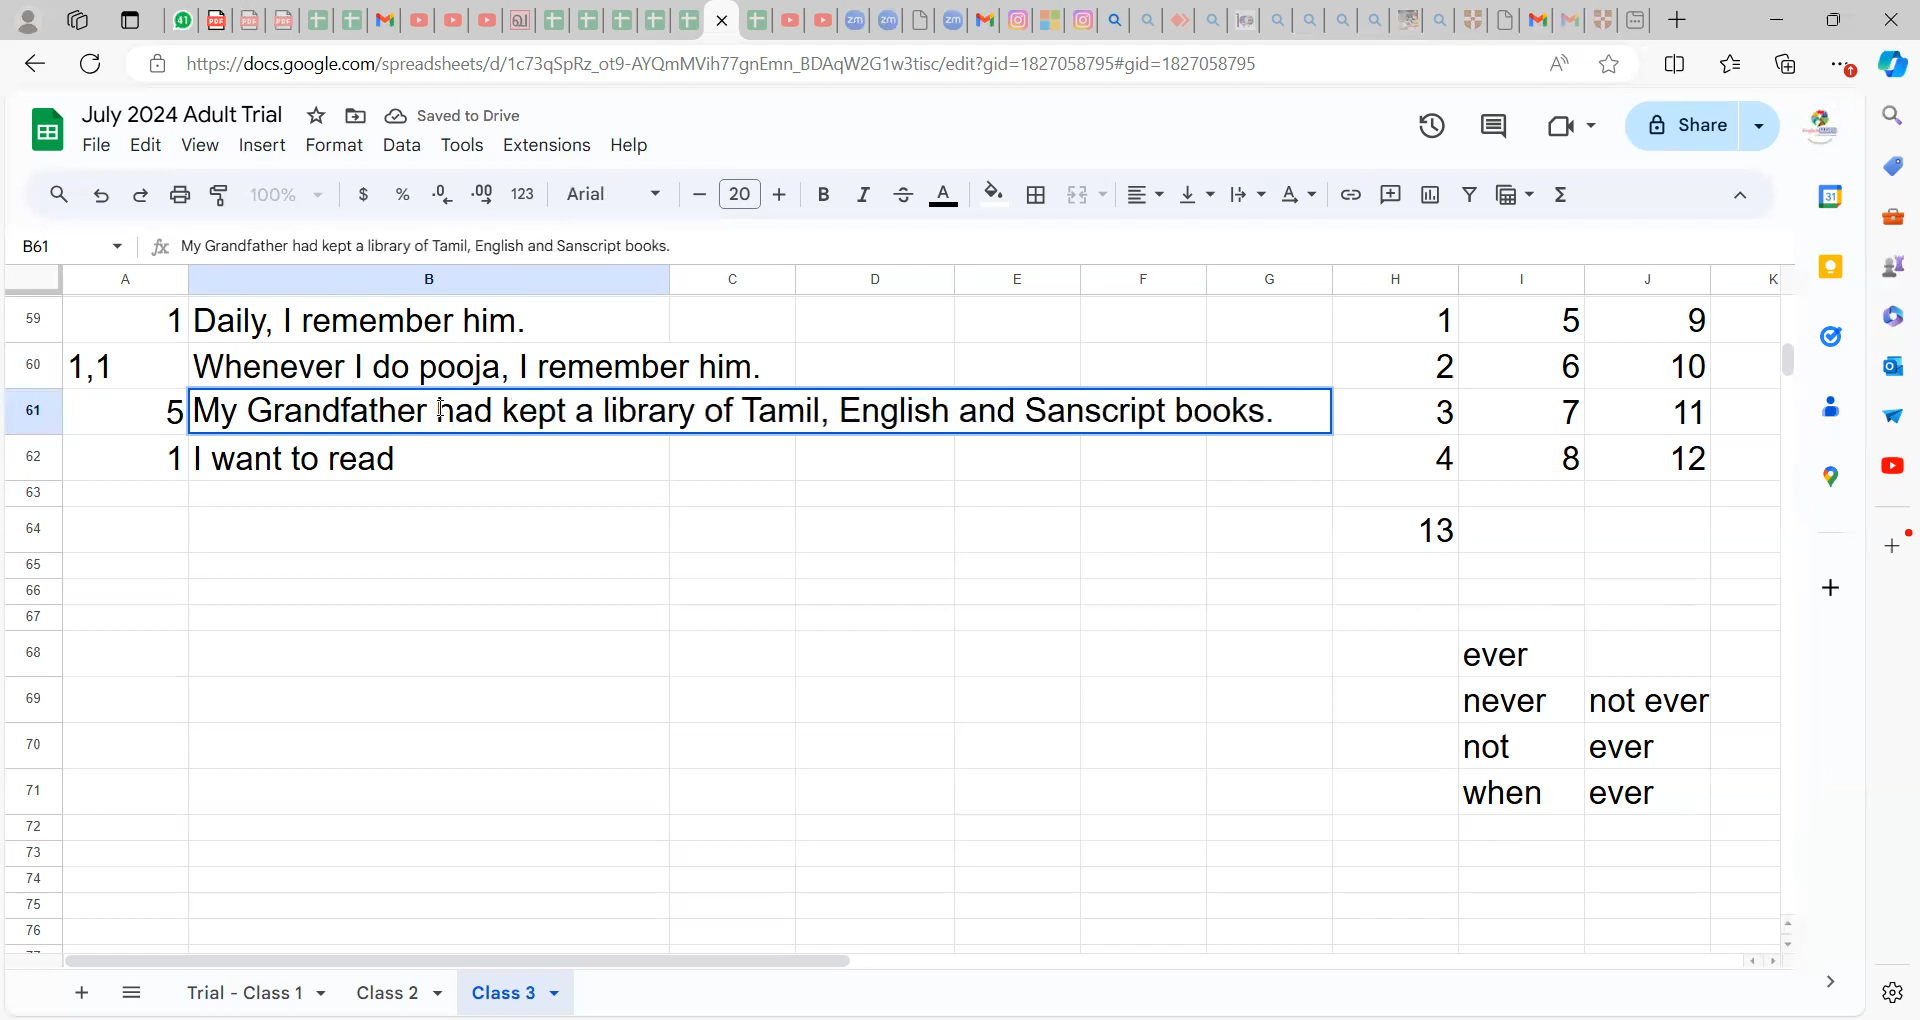 41
https://docs.google.com/spreadsheets/d/1c73qSpRz_ot9-AYQmMVih77gnEmn_BDAqW2G1w3tisc/edit?gid=1827058795#gid=1827058795
July 2024 Adult Trial Saved to Drive
File Edit View Insert Format Data Tools Extensions Help
Share
100% $ % .0 .00 123 Arial 20 B I A
B61 fx My Grandfather had kept a library of Tamil, English and Sanscript books.
A B C D E F G H I J K
59 1 Daily, I remember him. 1 5 9
60 1,1 Whenever I do pooja, I remember him. 2 6 10
61 5 My Grandfather had kept a library of Tamil, English and Sanscript books. 3 7 11
62 1 I want to read 4 8 12
63
64 13
65
66
67
68 ever
69 never not ever
70 not ever
71 when ever
72
73
74
75
76
Trial - Class 1 Class 2 Class 3